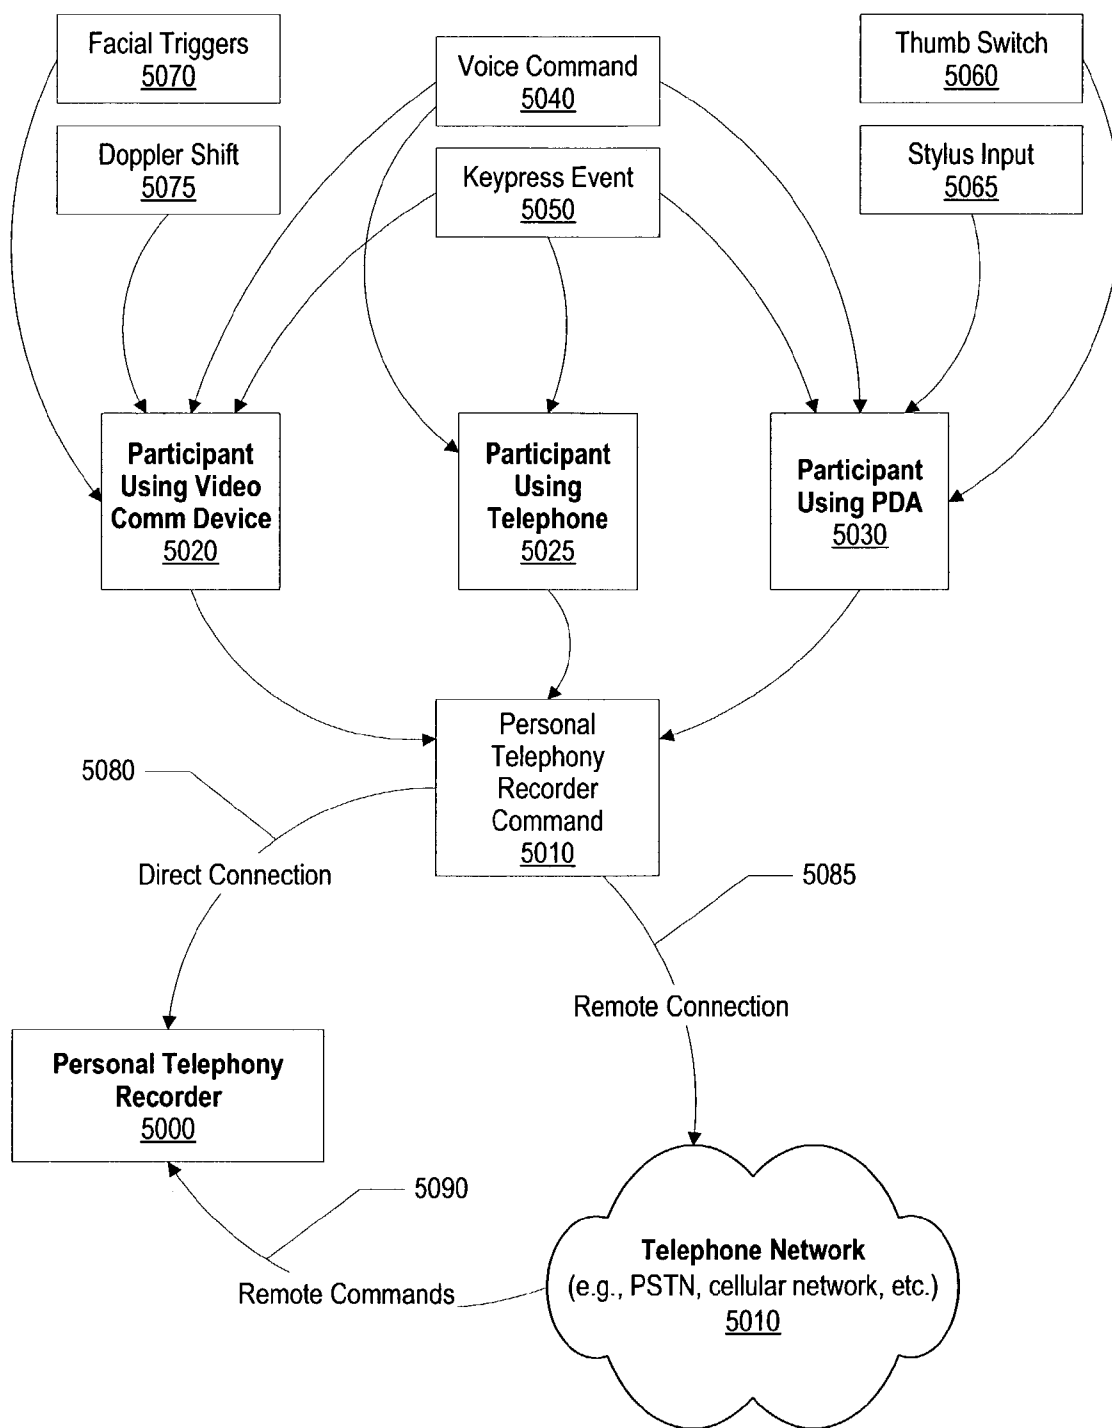 Facial Triggers
5070
Voice Command
5040
Thumb Switch
5060
Doppler Shift
5075
Keypress Event
5050
Stylus Input
5065
Participant
Using Video
Comm Device
5020
Participant
Using
Telephone
5025
Participant
Using PDA
5030
Personal
Telephony
Recorder
Command
5010
5080
Direct Connection
5085
Remote Connection
Personal Telephony
Recorder
5000
5090
Remote Commands
Telephone Network
(e.g., PSTN, cellular network, etc.)
5010